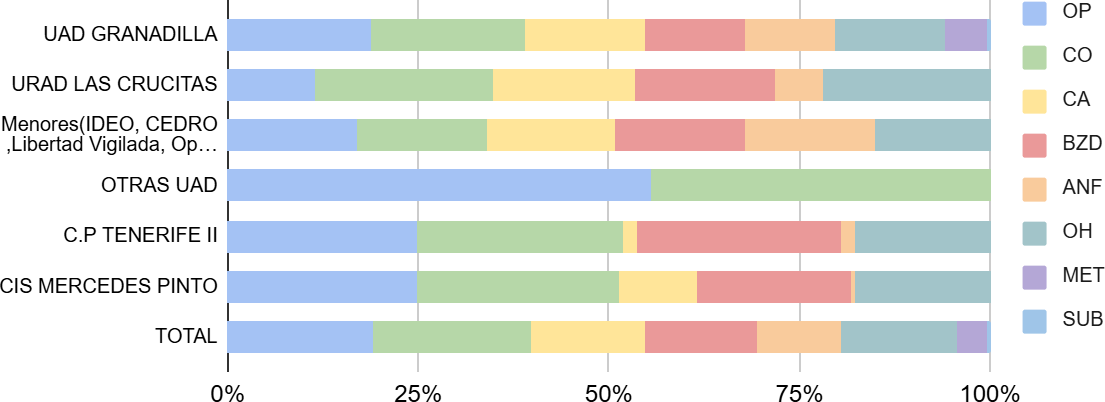 UAD GRANADILLA
URAD LAS CRUCITAS
Menores(IDEO, CEDRO
,Libertad Vigilada, Op…
OTRAS UAD
C.P TENERIFE II
CIS MERCEDES PINTO
TOTAL
0% 25% 50% 75% 100%
OP
CO
CA
BZD
ANF
OH
MET
SUB